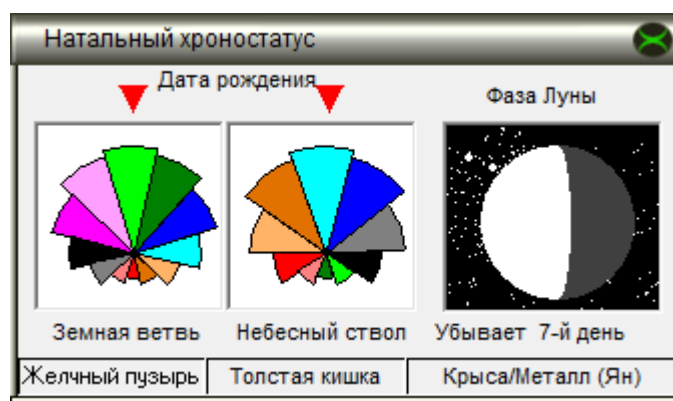 Натальный хроностатус
Дата рождения
Фаза Луны
Земная ветвь
Небесный ствол
Убывает 7-й день
Желчный пузырь
Толстая кишка
Крыса/Металл (Ян)